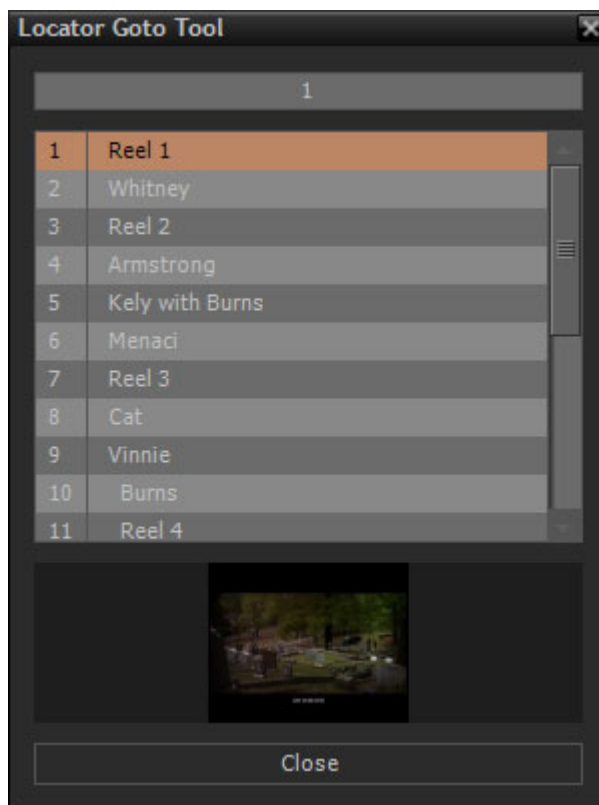 Locator Goto Tool
1
1 Reel 1
2 Whitney
3 Reel 2
4 Armstrong
5 Kely with Burns
6 Menaci
7 Reel 3
8 Cat
9 Vinnie
10 Burns
11 Reel 4
Close